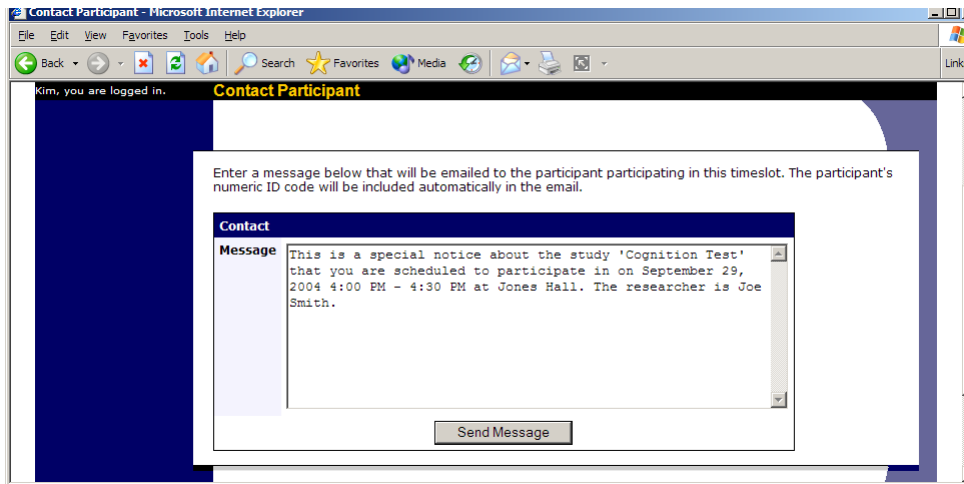 Contact Participant - Microsoft Internet Explorer
File Edit View Favorites Tools Help
Back Search Favorites Media
Link
Kim, you are logged in. Contact Participant
Enter a message below that will be emailed to the participant participating in this timeslot. The participant's
numeric ID code will be included automatically in the email.
Contact
Message
This is a special notice about the study 'Cognition Test'
that you are scheduled to participate in on September 29,
2004 4:00 PM - 4:30 PM at Jones Hall. The researcher is Joe
Smith.
Send Message